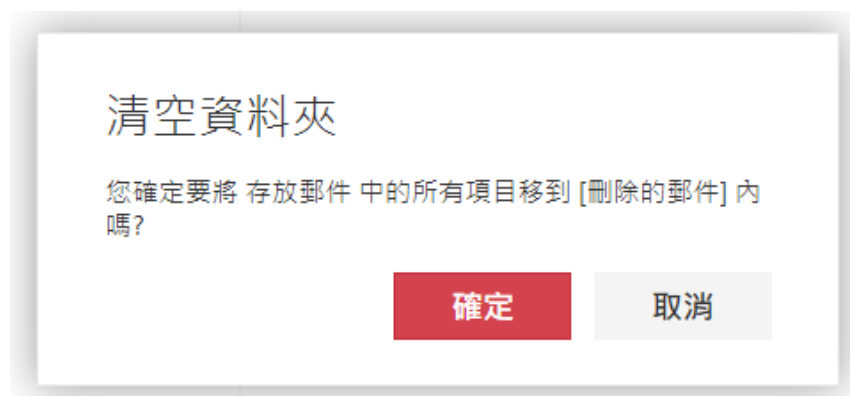 清空資料夾
您確定要將 存放郵件 中的所有項目移到 [刪除的郵件] 內
嗎?
確定
取消